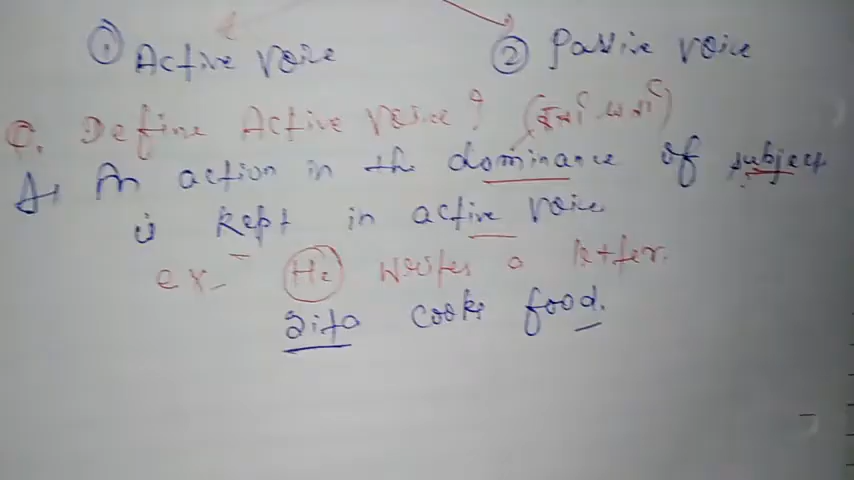 ① Active voice ② Passive voice
Q. Define Active voice?
A. An action in the dominance of subject
is kept in active voice
ex- He writes a letter.
Sita cooks food.